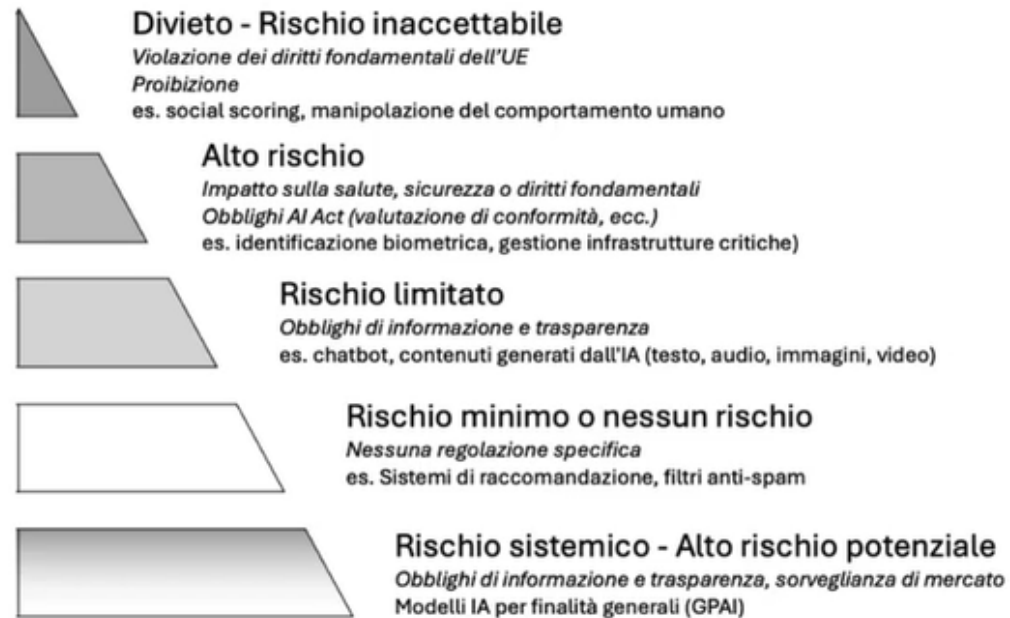 Divieto - Rischio inaccettabile
Violazione dei diritti fondamentali dell'UE
Proibizione
es. social scoring, manipolazione del comportamento umano
Alto rischio
Impatto sulla salute, sicurezza o diritti fondamentali
Obblighi AI Act (valutazione di conformità, ecc.)
es. identificazione biometrica, gestione infrastrutture critiche)
Rischio limitato
Obblighi di informazione e trasparenza
es. chatbot, contenuti generati dall'IA (testo, audio, immagini, video)
Rischio minimo o nessun rischio
Nessuna regolazione specifica
es. Sistemi di raccomandazione, filtri anti-spam
Rischio sistemico - Alto rischio potenziale
Obblighi di informazione e trasparenza, sorveglianza di mercato
Modelli IA per finalità generali (GPAI)